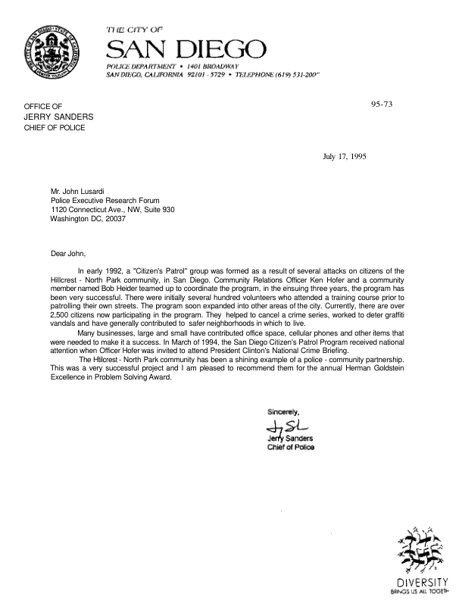 THE CITY OF
SAN DIEGO
POLICE DEPARTMENT • 1401 BROADWAY
SAN DIEGO, CALIFORNIA 92101 - 5729 • TELEPHONE (619) 531-200
OFFICE OF
JERRY SANDERS
CHIEF OF POLICE
95-73
July 17, 1995
Mr. John Lusardi
Police Executive Research Forum
1120 Connecticut Ave., NW, Suite 930
Washington DC, 20037
Dear John,
In early 1992, a "Citizen's Patrol" group was formed as a result of several attacks on citizens of the
Hillcrest - North Park community, in San Diego. Community Relations Officer Ken Hofer and a community
member named Bob Heider teamed up to coordinate the program, in ensuing three years, the program has
been very successful. There were initially several hundred volunteers who attended a training course prior to
patrolling their own streets. The program soon expanded into other areas of the city. Currently, there are over
2,500 citizens now participating in the program. They helped to cancel a crime series, worked to deter graffiti
vandals and have generally contributed to safer neighborhoods in which to live.
Many businesses, large and small have contributed office space, cellular phones and other items that
were needed to make it a success. In March of 1994, the San Diego Citizen's Patrol Program received national
attention when Officer Hofer was invited to attend President Clinton's National Crime Briefing.
The Hillcrest - North Park community has been a shining example of a police - community partnership.
This was a very successful project and I am pleased to recommend them for the annual Herman Goldstein
Excellence in Problem Solving Award.
Sincerely,
Jerry Sanders
Chief of Police
DIVERSITY
BRINGS US ALL TOGETH